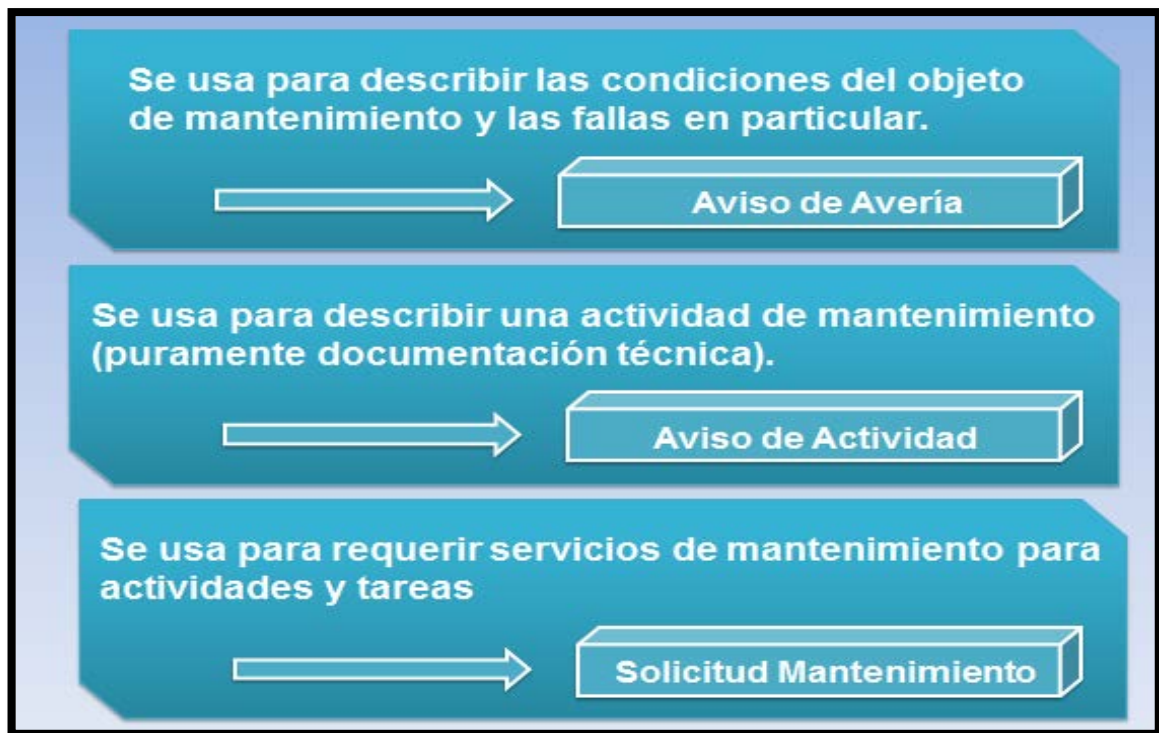 Se usa para describir las condiciones del objeto
de mantenimiento y las fallas en particular.
Aviso de Avería
Se usa para describir una actividad de mantenimiento
(puramente documentación técnica).
Aviso de Actividad
Se usa para requerir servicios de mantenimiento para
actividades y tareas
Solicitud Mantenimiento